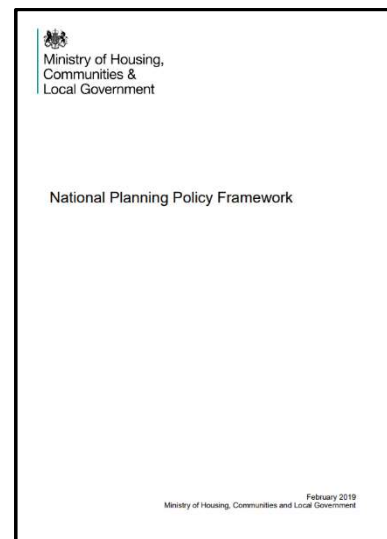 Ministry of Housing,
Communities &
Local Government
National Planning Policy Framework
February 2019
Ministry of Housing, Communities and Local Government